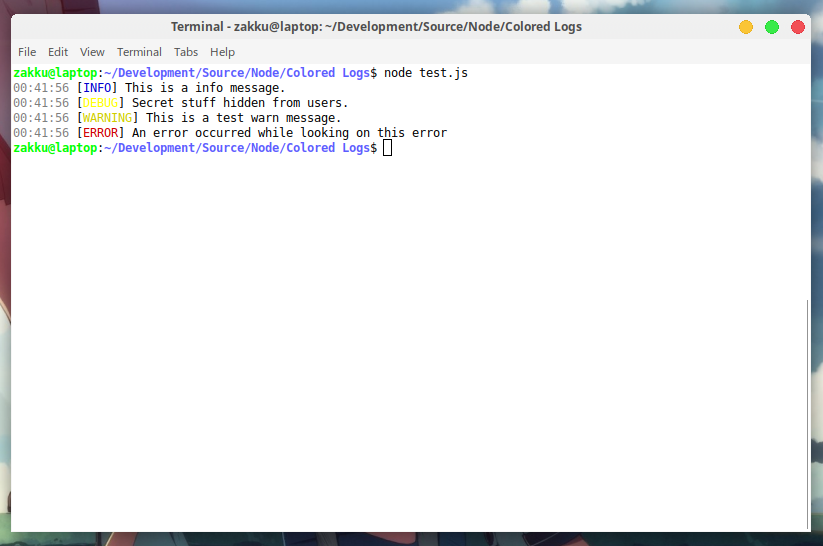 Terminal - zakku@laptop: ~/Development/Source/Node/Colored Logs
File Edit View Terminal Tabs Help
zakku@laptop:~/Development/Source/Node/Colored Logs$ node test.js
00:41:56 [INFO] This is a info message.
00:41:56 [DEBUG] Secret stuff hidden from users.
00:41:56 [WARNING] This is a test warn message.
00:41:56 [ERROR] An error occurred while looking on this error
zakku@laptop:~/Development/Source/Node/Colored Logs$